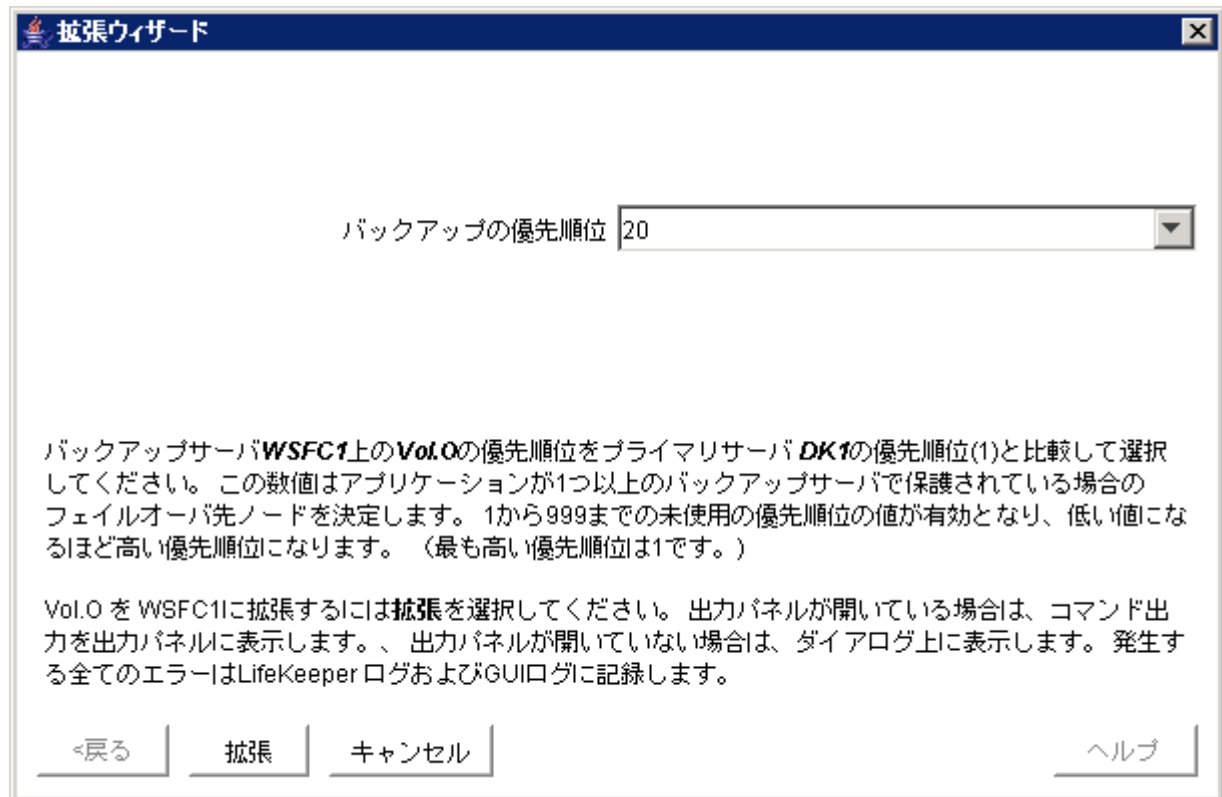 拡張ウィザード
バックアップの優先順位 20
バックアップサーバWSFC1上のVol.Oの優先順位をプライマリサーバ DK1の優先順位(1)と比較して選択
してください。 この数値はアプリケーションが1つ以上のバックアップサーバで保護されている場合の
フェイルオーバ先ノードを決定します。 1から999までの未使用の優先順位の値が有効となり、低い値にな
るほど高い優先順位になります。 (最も高い優先順位は1です。)
Vol.O を WSFC1に拡張するには拡張を選択してください。 出力パネルが開いている場合は、コマンド出
力を出力パネルに表示します。、 出力パネルが開いていない場合は、ダイアログ上に表示します。 発生す
る全てのエラーはLifeKeeper ログおよびGUIログに記録します。
<戻る 拡張 キャンセル ヘルプ